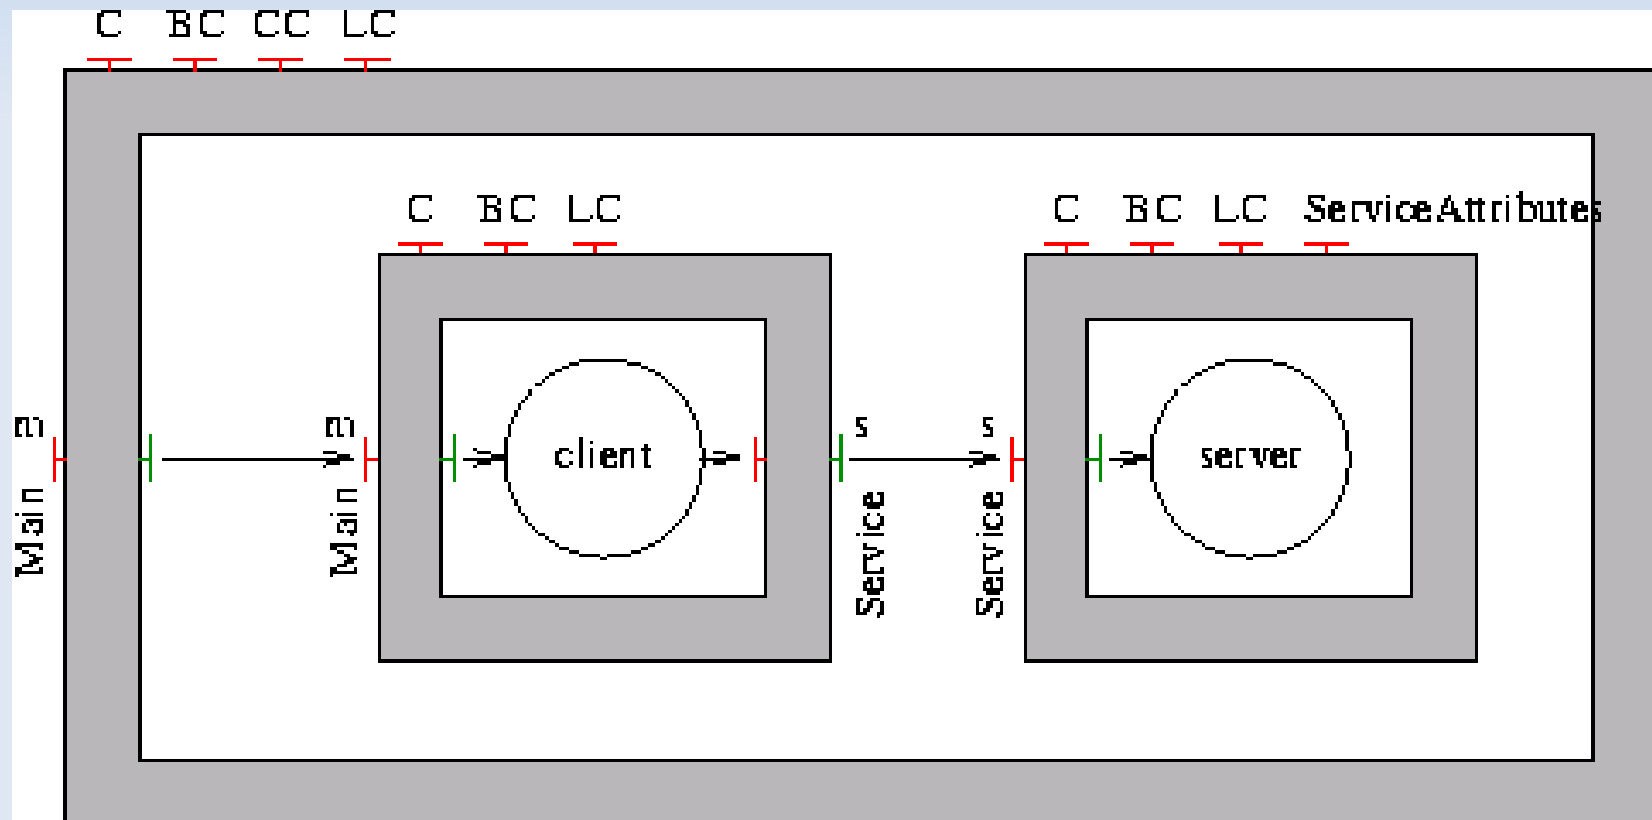 C BC CC LC
C BC LC
C BC LC ServiceAttributes
m
Main
m
Main
client
s
Service
s
Service
server